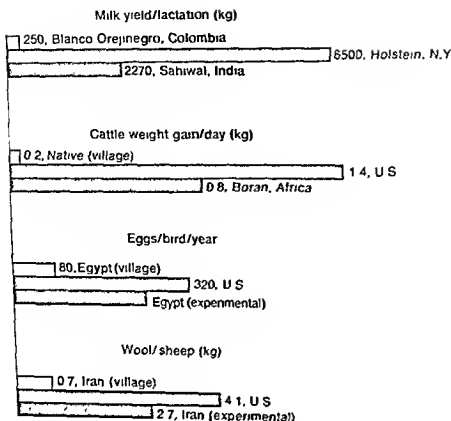 Milk yield/lactation (kg)
250, Blanco Orejinegro, Colombia
6500, Holstein, N.Y
2270, Sahiwal, India
Cattle weight gain/day (kg)
0 2, Native (village)
1 4, U S
0 8, Boran, Africa
Eggs/bird/year
80, Egypt (village)
320, U S
Egypt (experimental)
Wool/sheep (kg)
0 7, Iran (village)
4 1, U S
2 7, Iran (experimental)